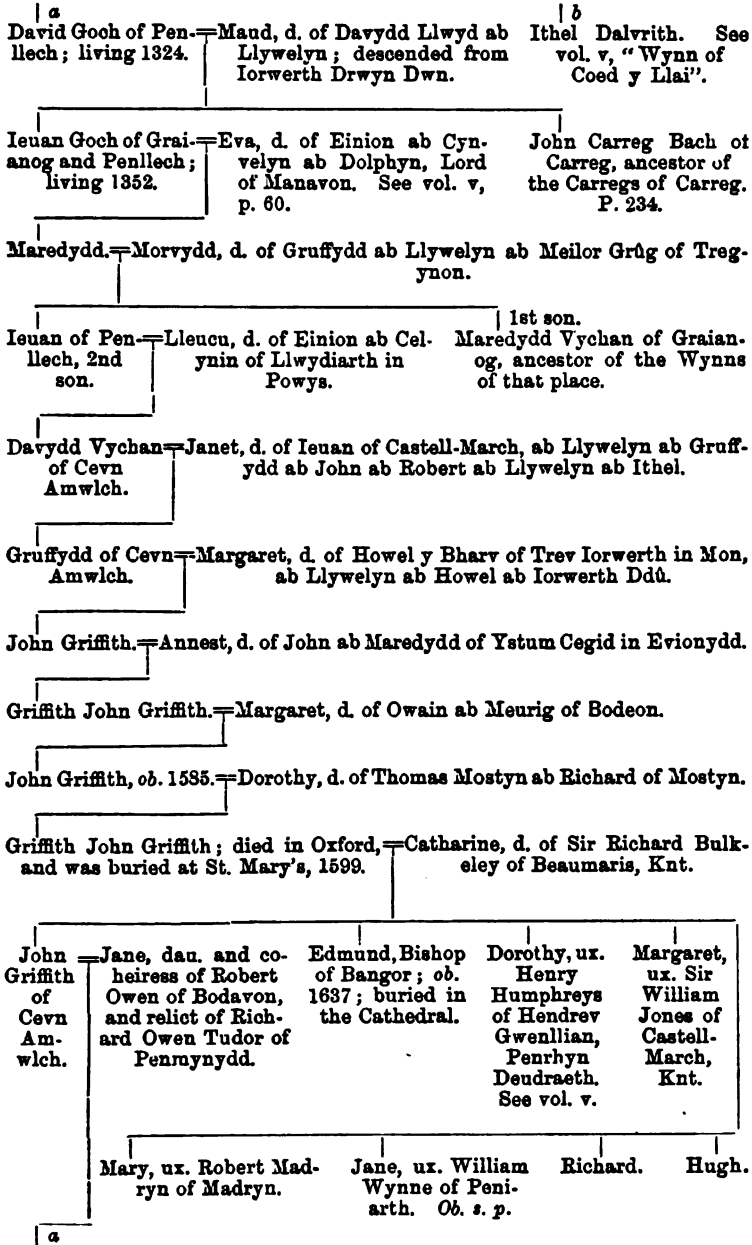 a
b
David Goch of Pen-=Maud, d. of Davydd Llwyd ab
llech; living 1324. Llywelyn; descended from
Iorwerth Drwyn Dwn.
Ithel Dalvrith. See
vol. v, "Wynn of
Coed y Llai".
Ieuan Goch of Grai-=Eva, d. of Einion ab Cyn-
anog and Penllech; velyn ab Dolphyn, Lord
living 1352. of Manavon. See vol. v,
p. 60.
John Carreg Bach of
Carreg, ancestor of
the Carregs of Carreg.
P. 234.
Maredydd.=Morvydd, d. of Gruffydd ab Llywelyn ab Meilor Grûg of Treg-
ynon.
Ieuan of Pen-=Lleucu, d. of Einion ab Cel-
llech, 2nd ynin of Llwydiarth in
son. Powys.
1st son.
Maredydd Vychan of Graian-
og, ancestor of the Wynns
of that place.
Davydd Vychan=Janet, d. of Ieuan of Castell-March, ab Llywelyn ab Gruff-
of Cevn ydd ab John ab Robert ab Llywelyn ab Ithel.
Amwlch.
Gruffydd of Cevn=Margaret, d. of Howel y Bharv of Trev Iorwerth in Mon,
Amwlch. ab Llywelyn ab Howel ab Iorwerth Ddû.
John Griffith.=Annest, d. of John ab Maredydd of Ystum Cegid in Evionydd.
Griffith John Griffith.=Margaret, d. of Owain ab Meurig of Bodeon.
John Griffith, ob. 1585.=Dorothy, d. of Thomas Mostyn ab Richard of Mostyn.
Griffith John Griffith; died in Oxford,=Catharine, d. of Sir Richard Bulk-
and was buried at St. Mary's, 1599. eley of Beaumaris, Knt.
John
Griffith
of
Cevn
Am-
wlch.
=Jane, dau. and co-
heiress of Robert
Owen of Bodavon,
and relict of Rich-
ard Owen Tudor of
Penmynydd.
Edmund, Bishop
of Bangor; ob.
1637; buried in
the Cathedral.
Dorothy, ux.
Henry
Humphreys
of Hendrev
Gwenllian,
Penrhyn
Deudraeth.
See vol. v.
Margaret,
ux. Sir
William
Jones of
Castell-
March,
Knt.
Mary, ux. Robert Mad-
ryn of Madryn.
Jane, ux. William
Wynne of Peni-
arth. Ob. s. p.
Richard.
Hugh.
a